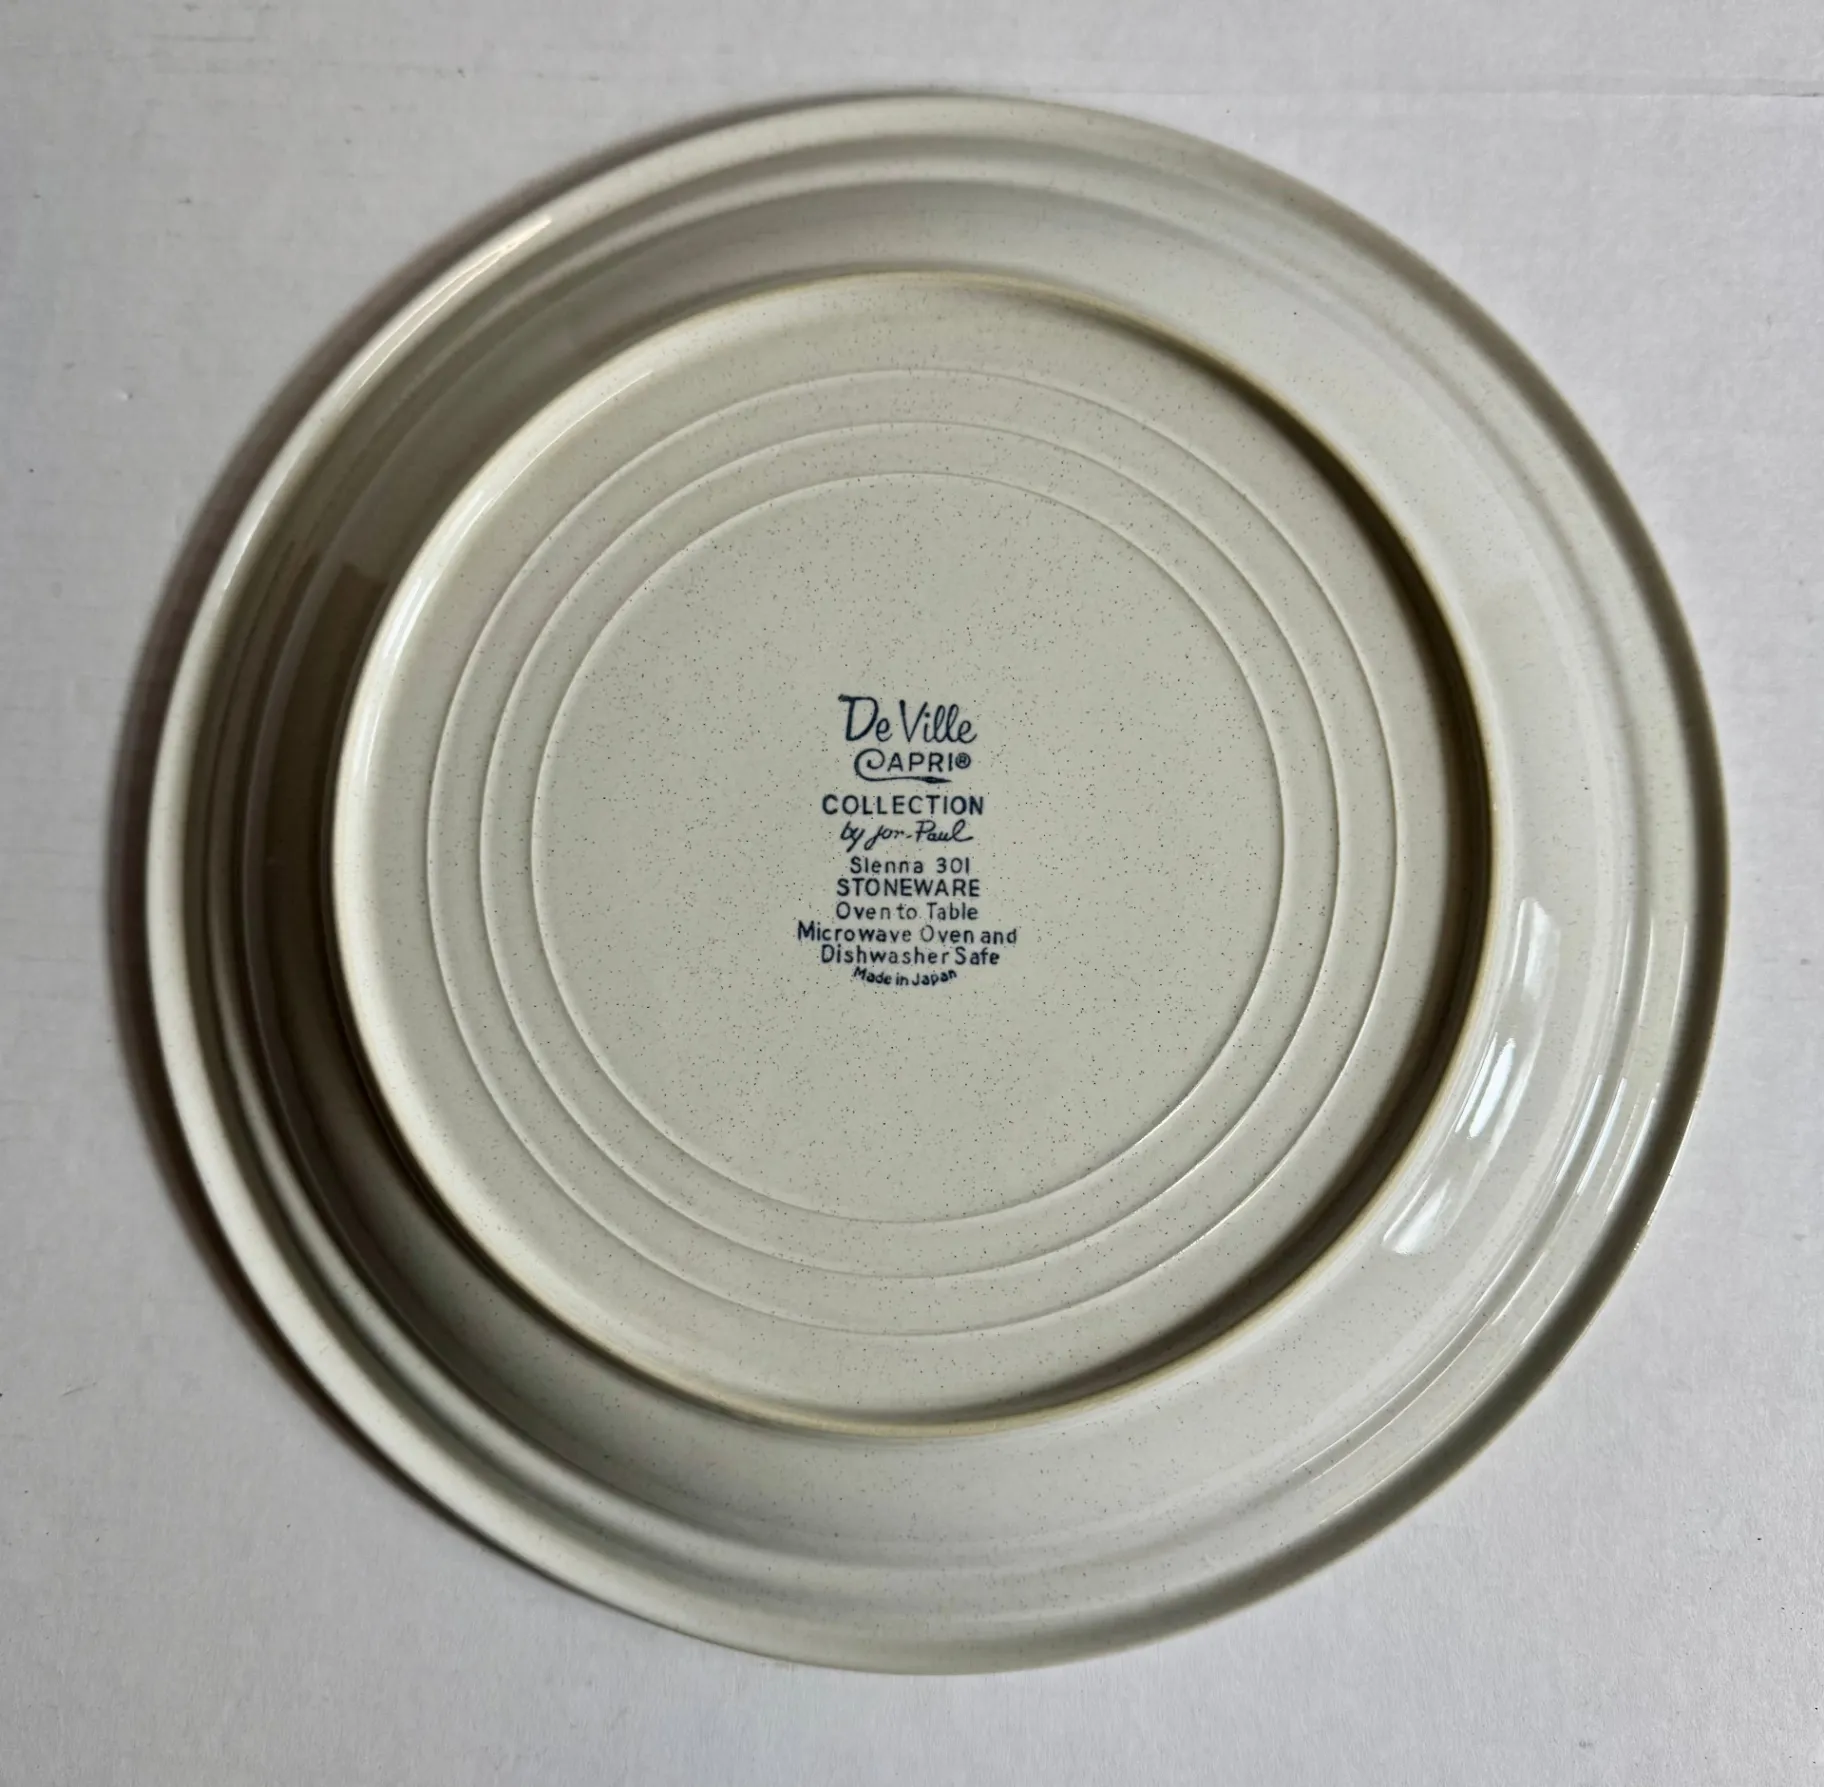 De Ville
CAPRI®
COLLECTION
by Jon-Paul
Sienna 301
STONEWARE
Oven to Table
Microwave Oven and
Dishwasher Safe
Made in Japan